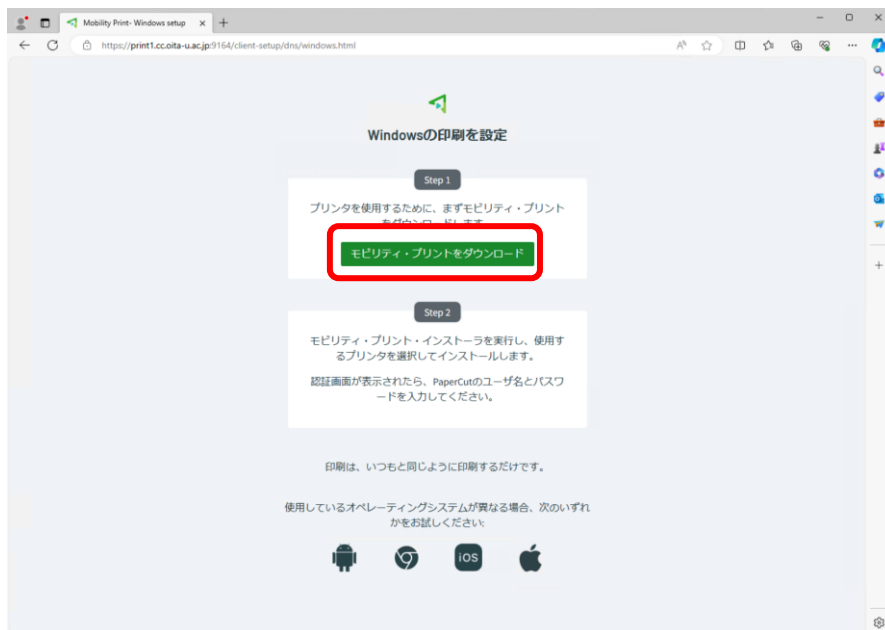 Mobility Print- Windows setup
https://print1.cc.oita-u.ac.jp:9164/client-setup/dns/windows.html
Windowsの印刷を設定
Step 1
プリンタを使用するために、まずモビリティ・プリント
をダウンロードします
モビリティ・プリントをダウンロード
Step 2
モビリティ・プリント・インストーラを実行し、使用す
るプリンタを選択してインストールします。
認証画面が表示されたら、PaperCutのユーザ名とパスワ
ードを入力してください。
印刷は、いつもと同じように印刷するだけです。
使用しているオペレーティングシステムが異なる場合、次のいずれ
かをお試しください:
iOS